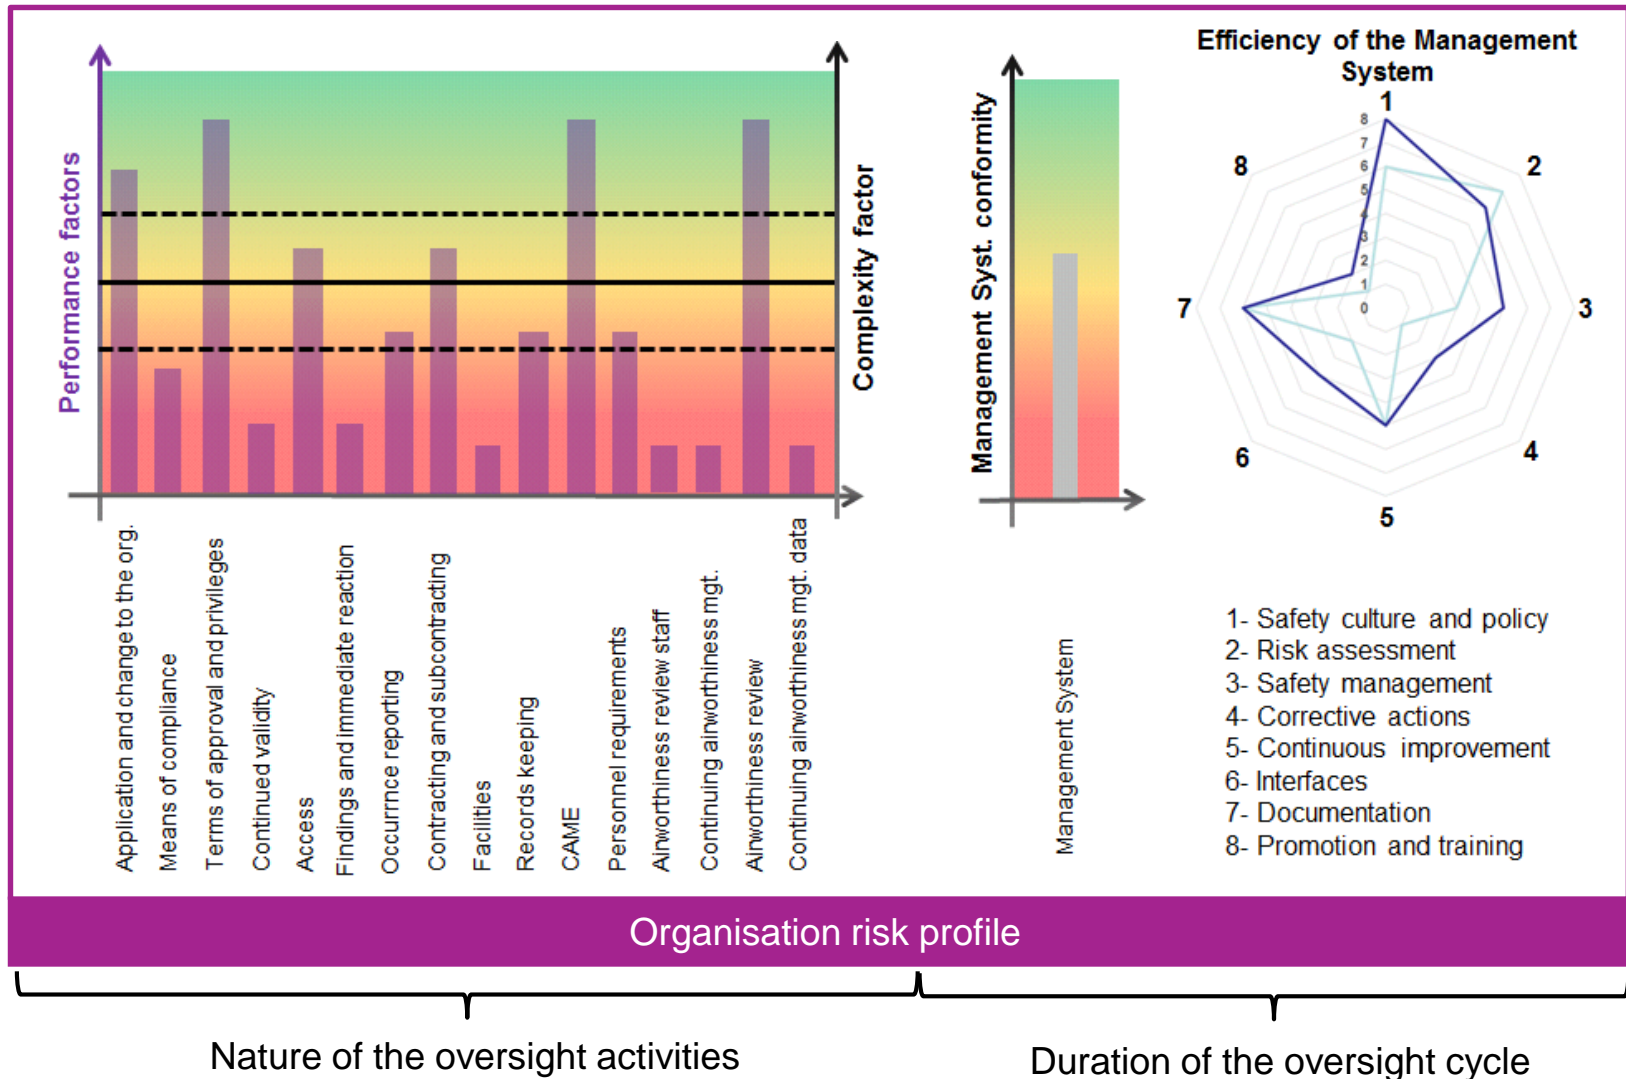 Performance factors
Complexity factor
Application and change to the org.
Means of compliance
Terms of approval and privileges
Continued validity
Access
Findings and immediate reaction
Occurrnce reporting
Contracting and subcontracting
Facilities
Records keeping
CAME
Personnel requirements
Airworthiness review staff
Continuing airworthiness mgt.
Airworthiness review
Continuing airworthiness mgt. data
Management Syst. conformity
Management System
Efficiency of the Management
System
1
2
3
4
5
6
7
8
8
7
6
5
4
3
2
1
0
1- Safety culture and policy
2- Risk assessment
3- Safety management
4- Corrective actions
5- Continuous improvement
6- Interfaces
7- Documentation
8- Promotion and training
Organisation risk profile
Nature of the oversight activities
Duration of the oversight cycle